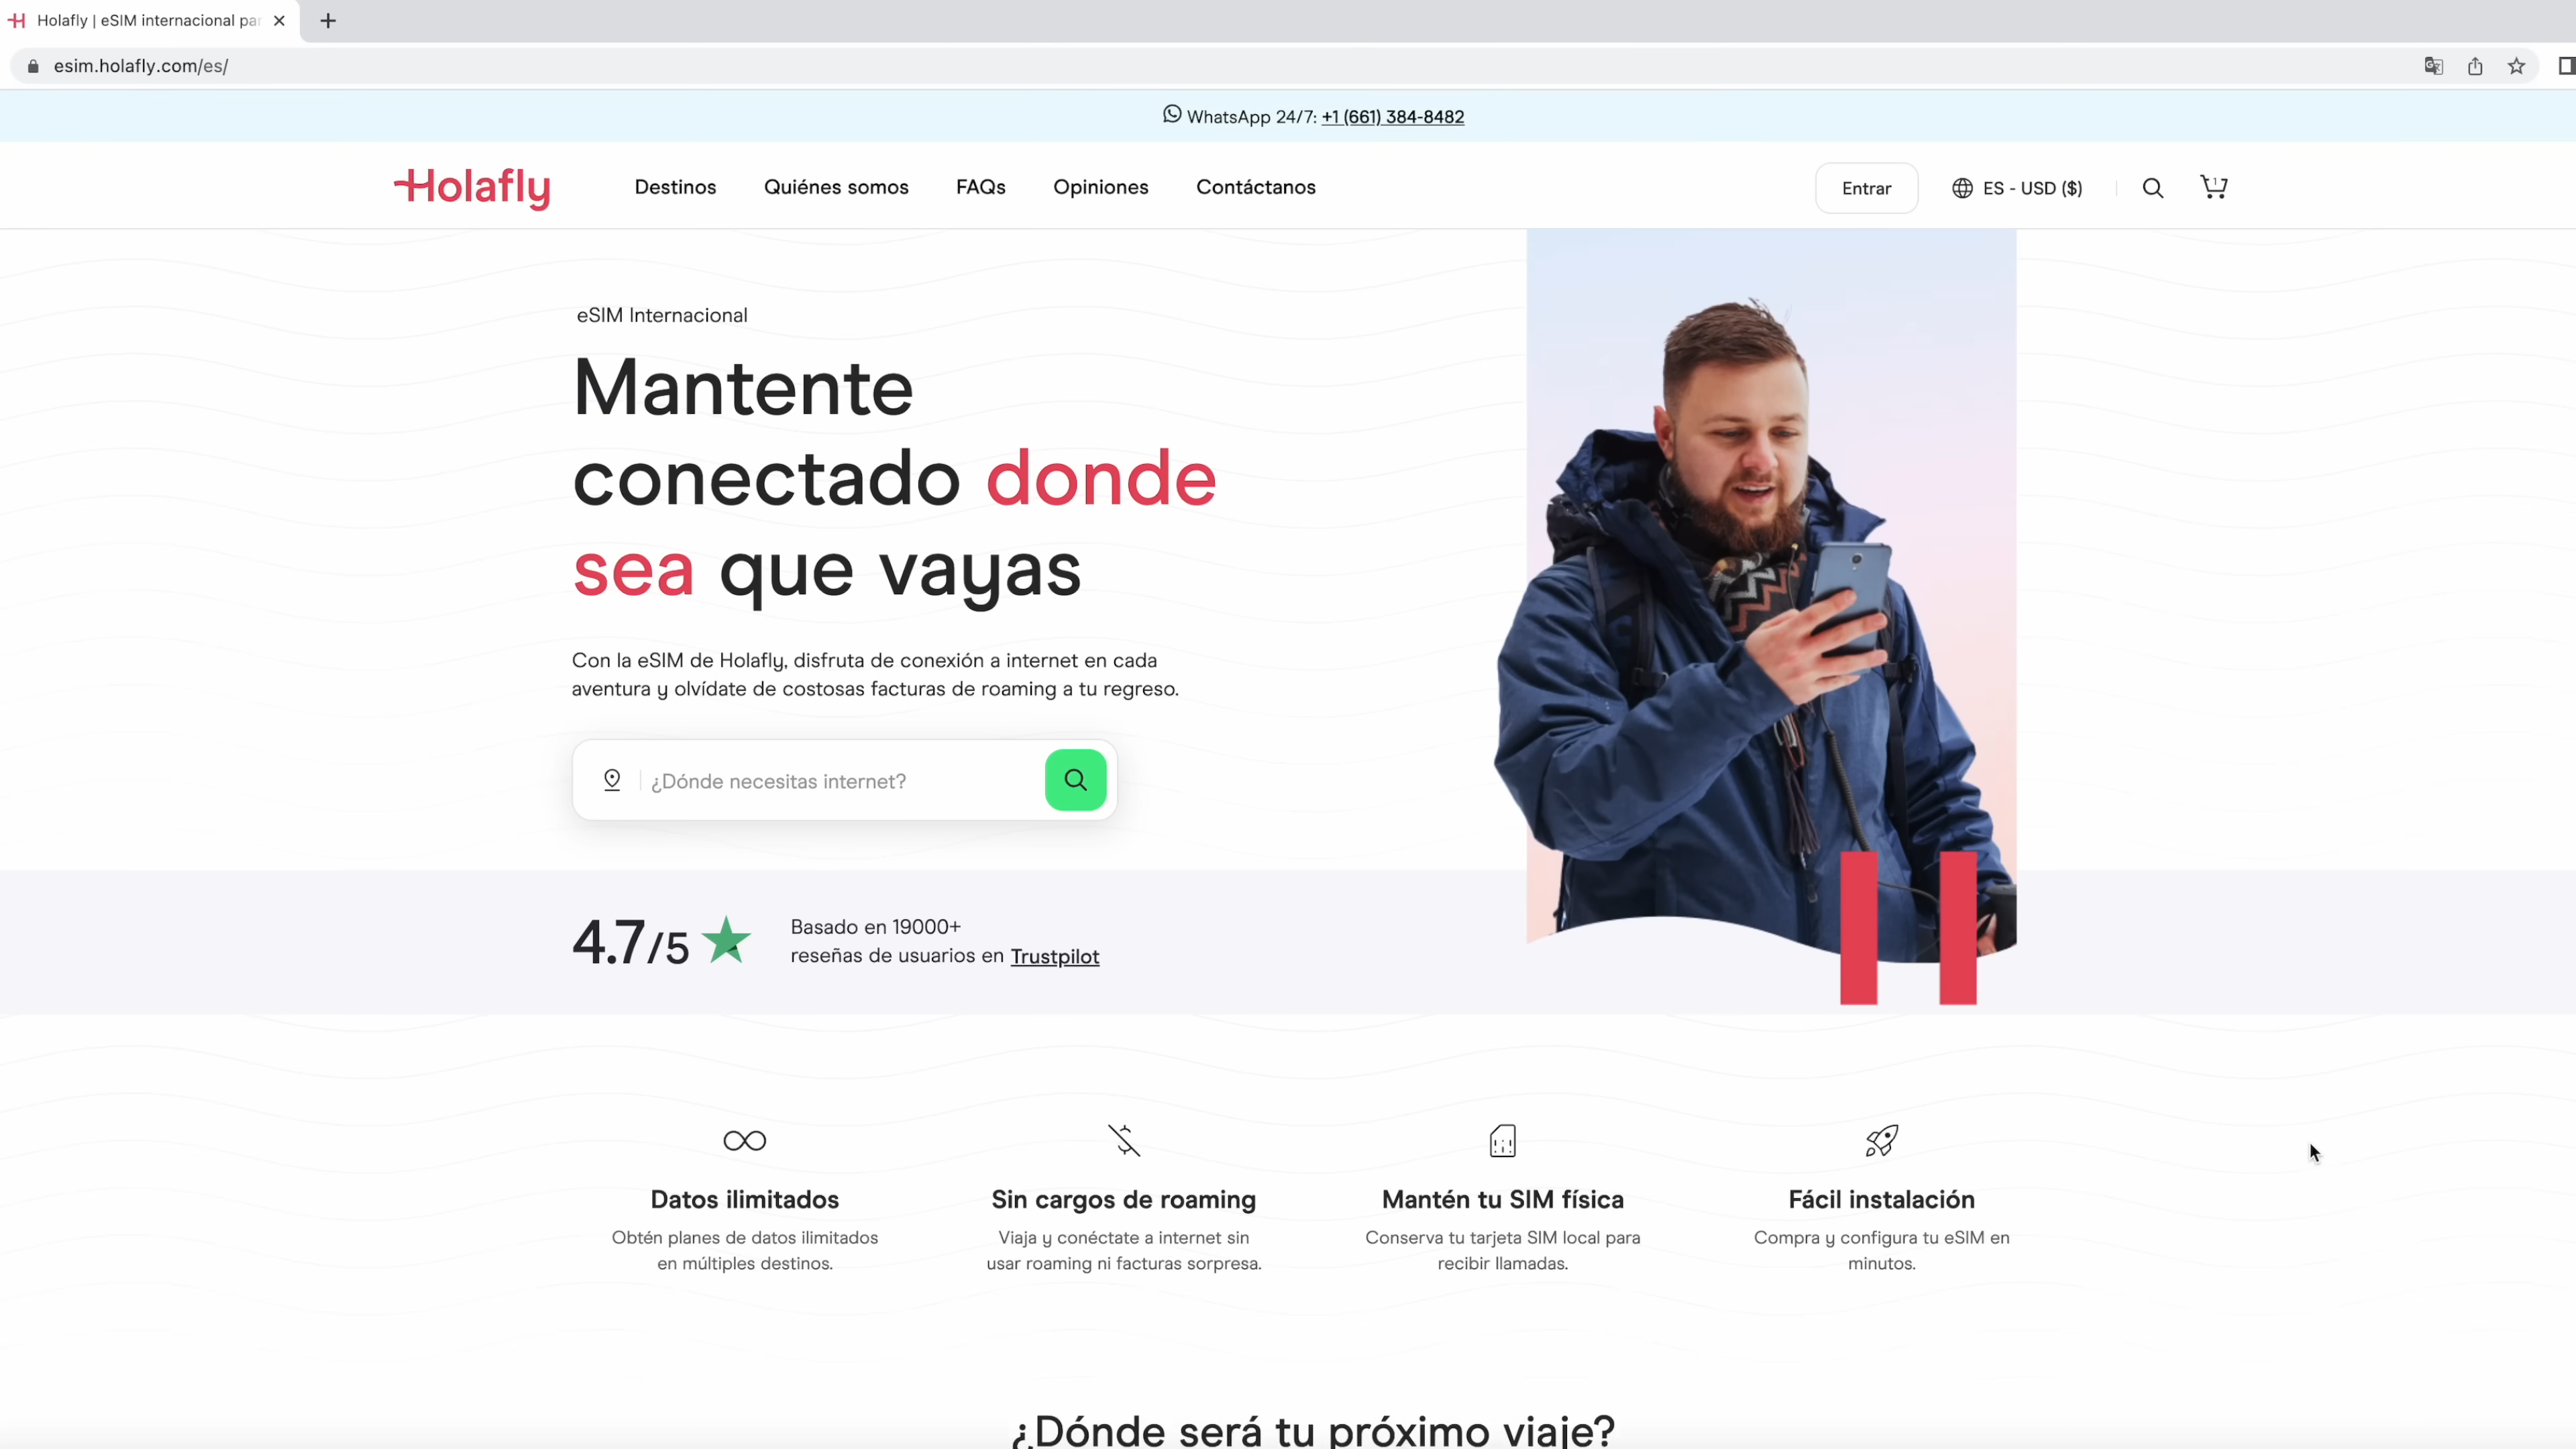 Holafly | eSIM internacional pa
esim.holafly.com/es/
WhatsApp 24/7: +1 (661) 384-8482
Holafly
Destinos
Quiénes somos
FAQs
Opiniones
Contáctanos
Entrar
ES - USD ($)
1
eSIM Internacional
Mantente
conectado donde
sea que vayas
Con la eSIM de Holafly, disfruta de conexión a internet en cada
aventura y olvídate de costosas facturas de roaming a tu regreso.
¿Dónde necesitas internet?
4.7/5
Basado en 19000+
reseñas de usuarios en Trustpilot
Datos ilimitados
Obtén planes de datos ilimitados
en múltiples destinos.
Sin cargos de roaming
Viaja y conéctate a internet sin
usar roaming ni facturas sorpresa.
Mantén tu SIM física
Conserva tu tarjeta SIM local para
recibir llamadas.
Fácil instalación
Compra y configura tu eSIM en
minutos.
¿Dónde será tu próximo viaje?